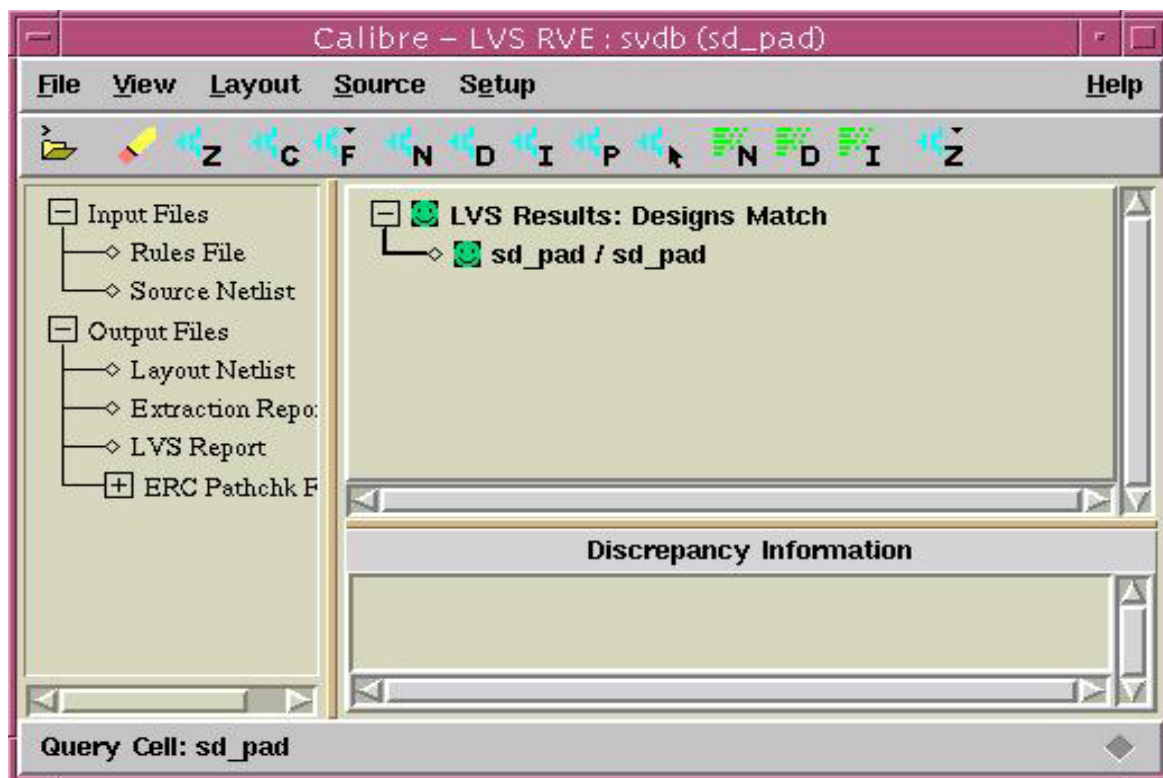 Calibre – LVS RVE : svdb (sd_pad)
File View Layout Source Setup Help
Z C F N D I P N D I Z
Input Files
Rules File
Source Netlist
Output Files
Layout Netlist
Extraction Repo
LVS Report
ERC Pathchk F
LVS Results: Designs Match
sd_pad / sd_pad
Discrepancy Information
Query Cell: sd_pad